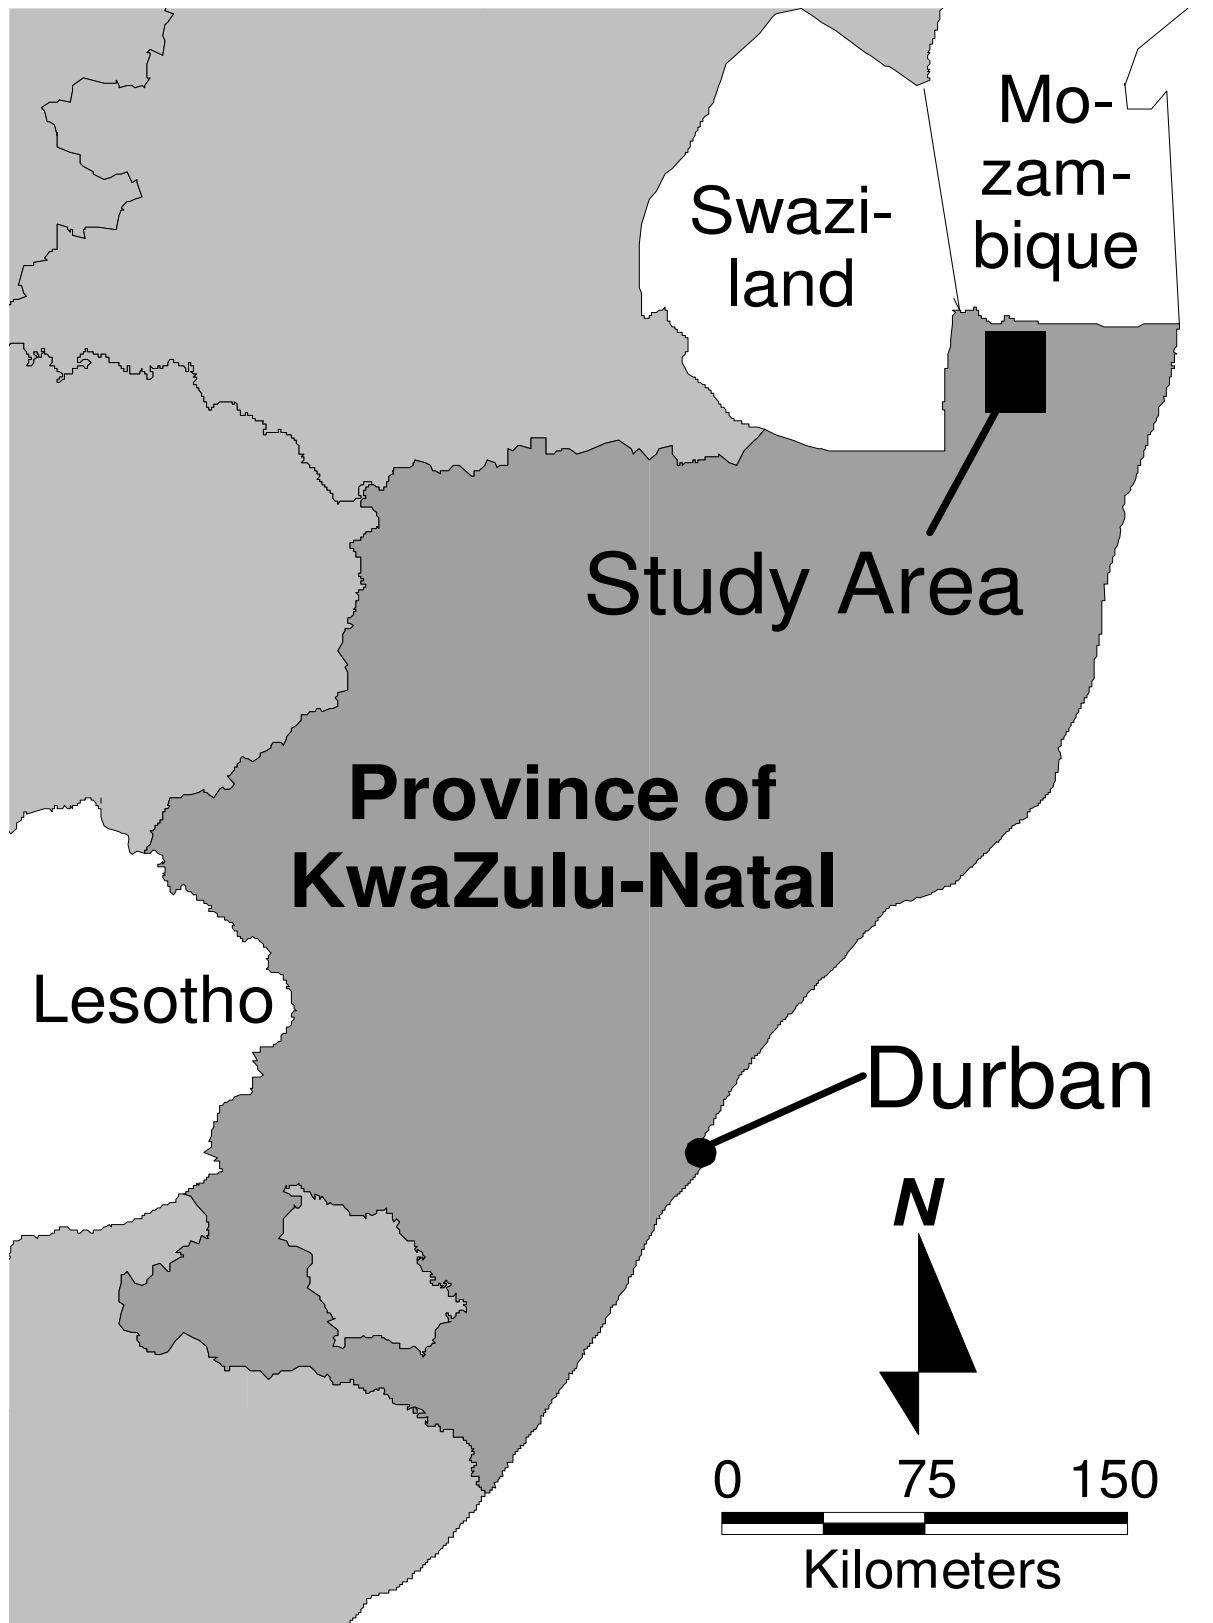 Mo-
zam-
bique
Swazi-
land
Study Area
Province of
KwaZulu-Natal
Lesotho
Durban
N
0 75 150
Kilometers